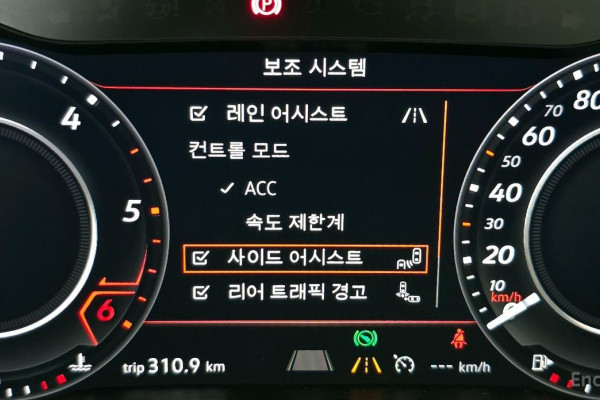 (P)
보조 시스템
레인 어시스트
컨트롤 모드
ACC
속도 제한계
사이드 어시스트
리어 트래픽 경고
4
5
6
80
70
60
50
40
30
20
10
km/h
0
trip 310.9 km
--- km/h
Enc